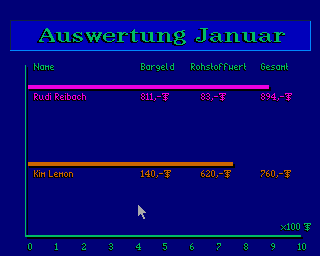 Auswertung Januar
Name Bargeld Rohstoffwert Gesamt
Rudi Reibach 811,-₮ 83,-₮ 894,-₮
Kim Lemon 140,-₮ 620,-₮ 760,-₮
x100 ₮
0 1 2 3 4 5 6 7 8 9 10